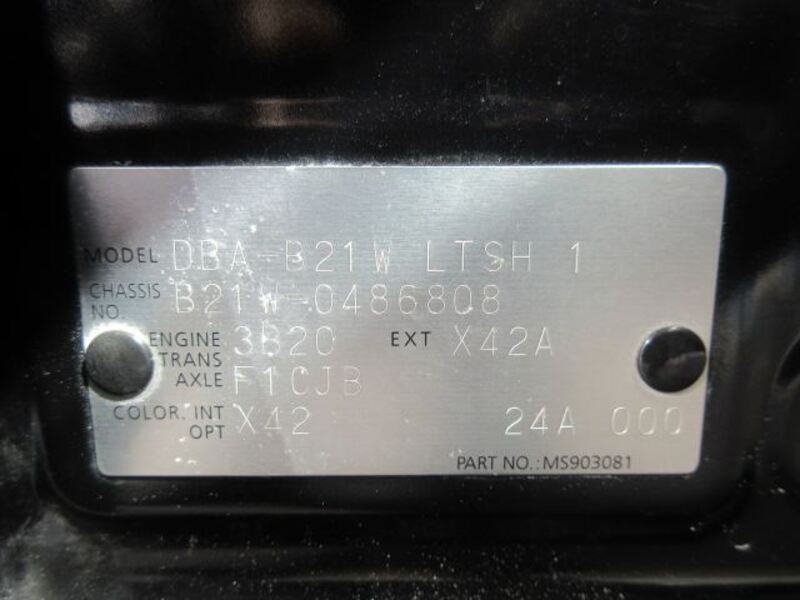 MODEL DBA-B21W LTSH 1
CHASSIS NO. B21W-0486808
ENGINE 3B20 EXT X42A
TRANS AXLE F1CJB
COLOR, INT OPT X42 24A 000
PART NO.: MS903081